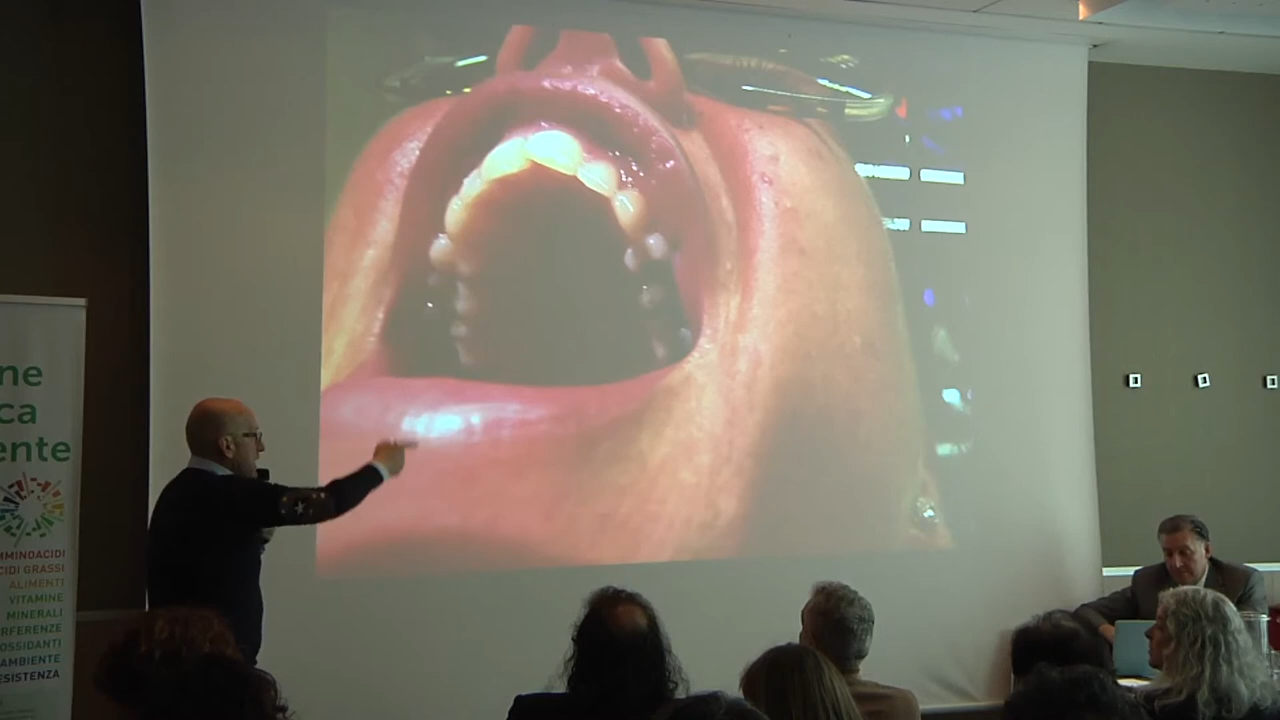 ne
ca
ente
MMINOACIDI
CIDI GRASSI
ALIMENTI
VITAMINE
MINERALI
RFERENZE
OSSIDANTI
AMBIENTE
ESISTENZA